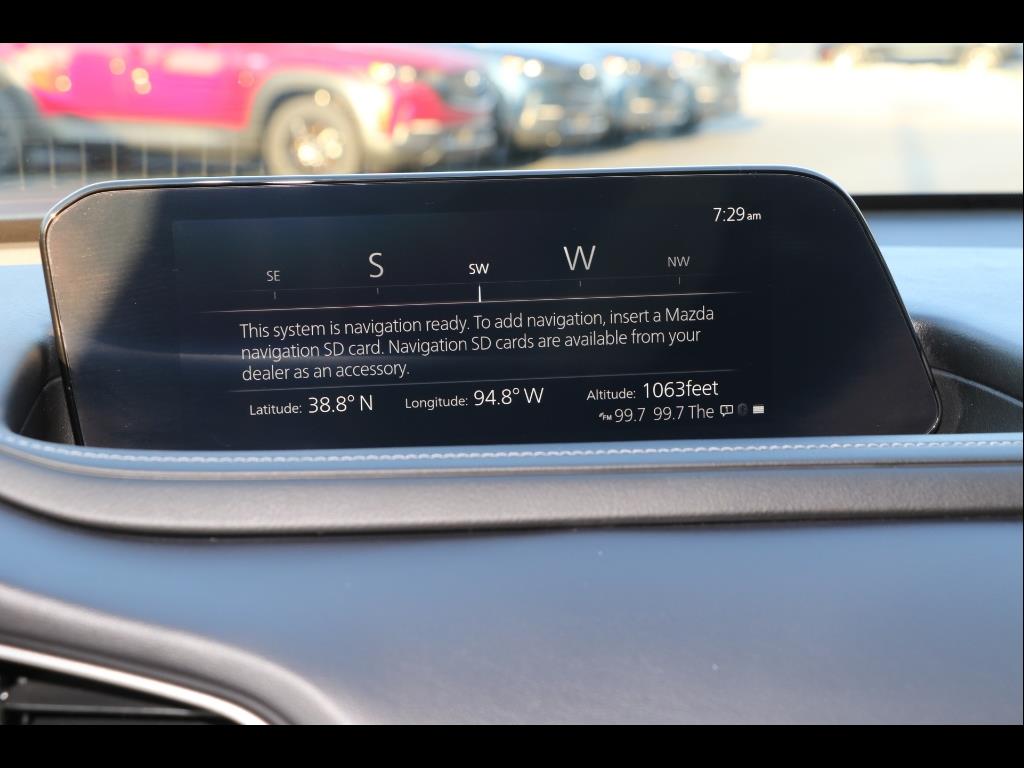 7:29am
SE S SW W NW
This system is navigation ready. To add navigation, insert a Mazda
navigation SD card. Navigation SD cards are available from your
dealer as an accessory.
Latitude: 38.8° N Longitude: 94.8° W Altitude: 1063feet
FM 99.7 99.7 The